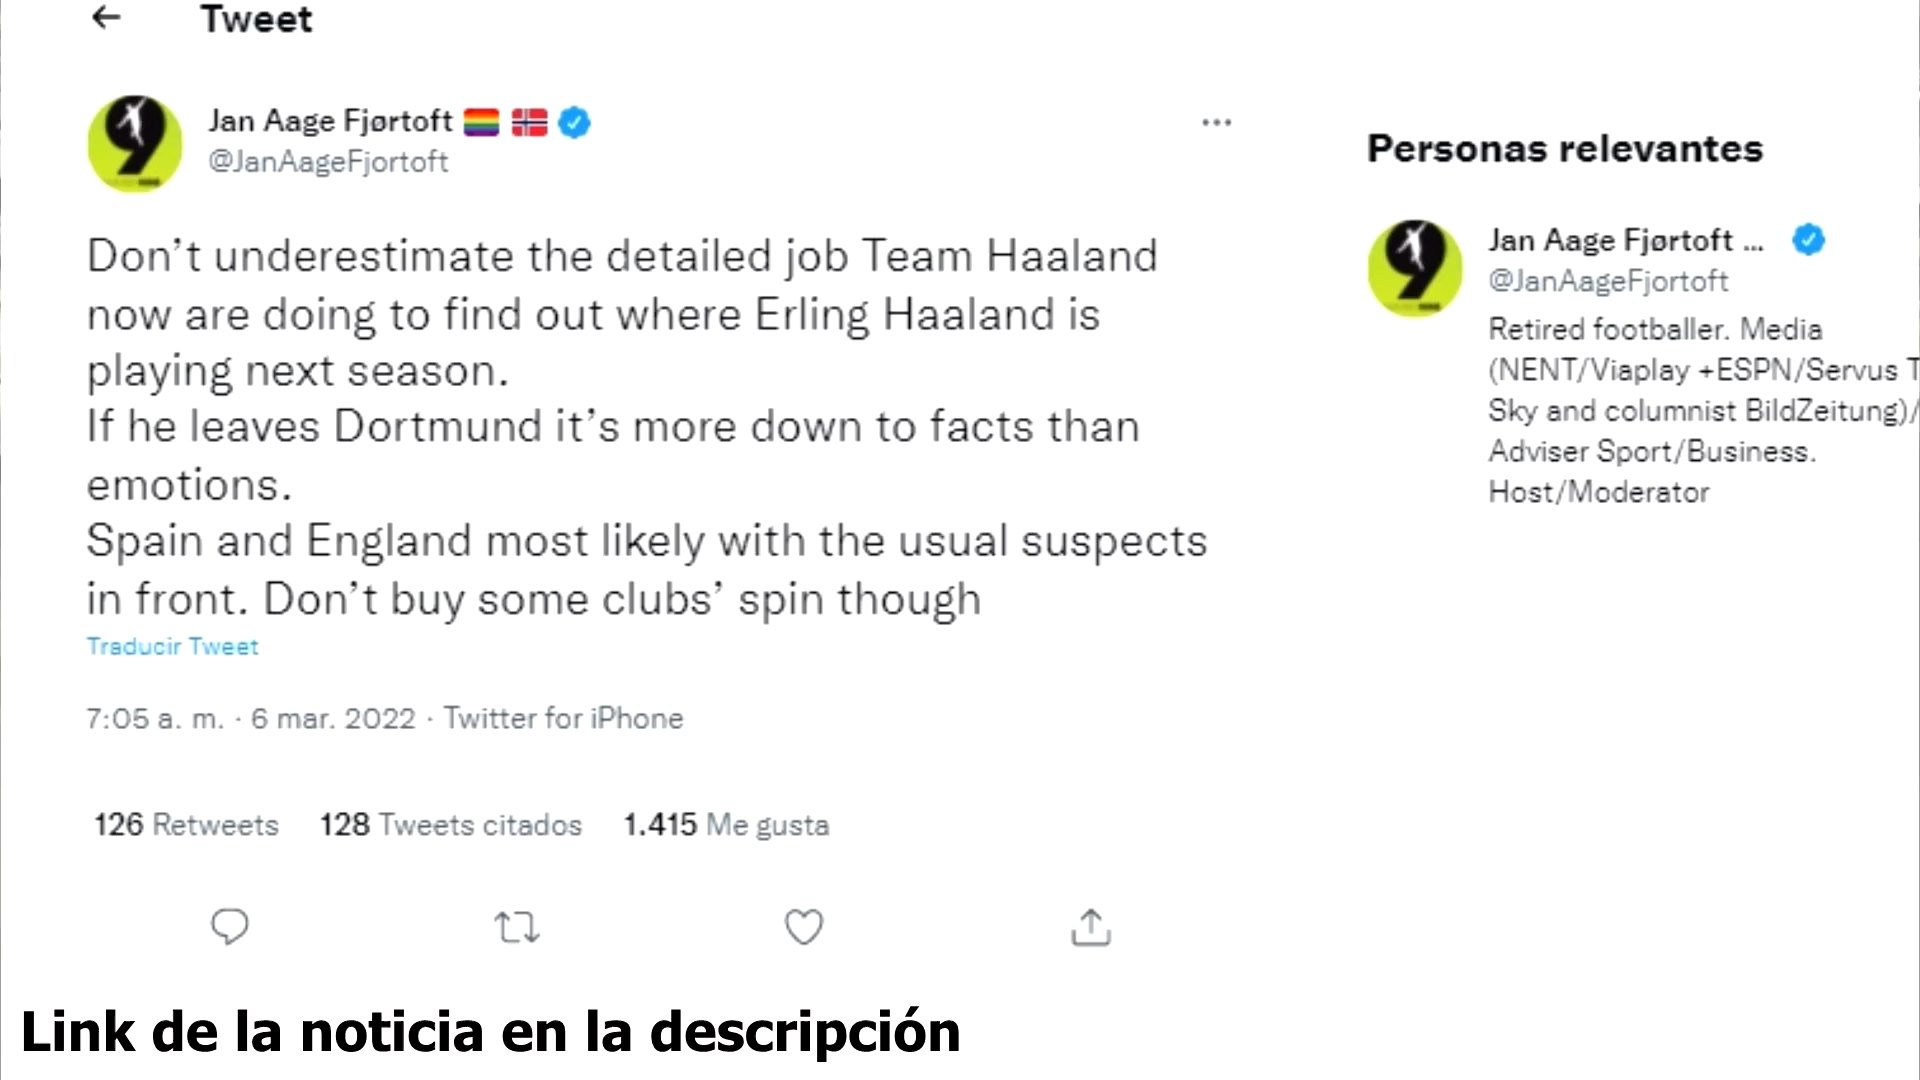 Tweet
Jan Aage Fjørtoft
@JanAageFjortoft
Don’t underestimate the detailed job Team Haaland
now are doing to find out where Erling Haaland is
playing next season.
If he leaves Dortmund it’s more down to facts than
emotions.
Spain and England most likely with the usual suspects
in front. Don’t buy some clubs’ spin though
Traducir Tweet
7:05 a. m. · 6 mar. 2022 · Twitter for iPhone
126 Retweets 128 Tweets citados 1.415 Me gusta
Personas relevantes
Jan Aage Fjørtoft ...
@JanAageFjortoft
Retired footballer. Media
(NENT/Viaplay +ESPN/Servus T
Sky and columnist BildZeitung)/
Adviser Sport/Business.
Host/Moderator
Link de la noticia en la descripción